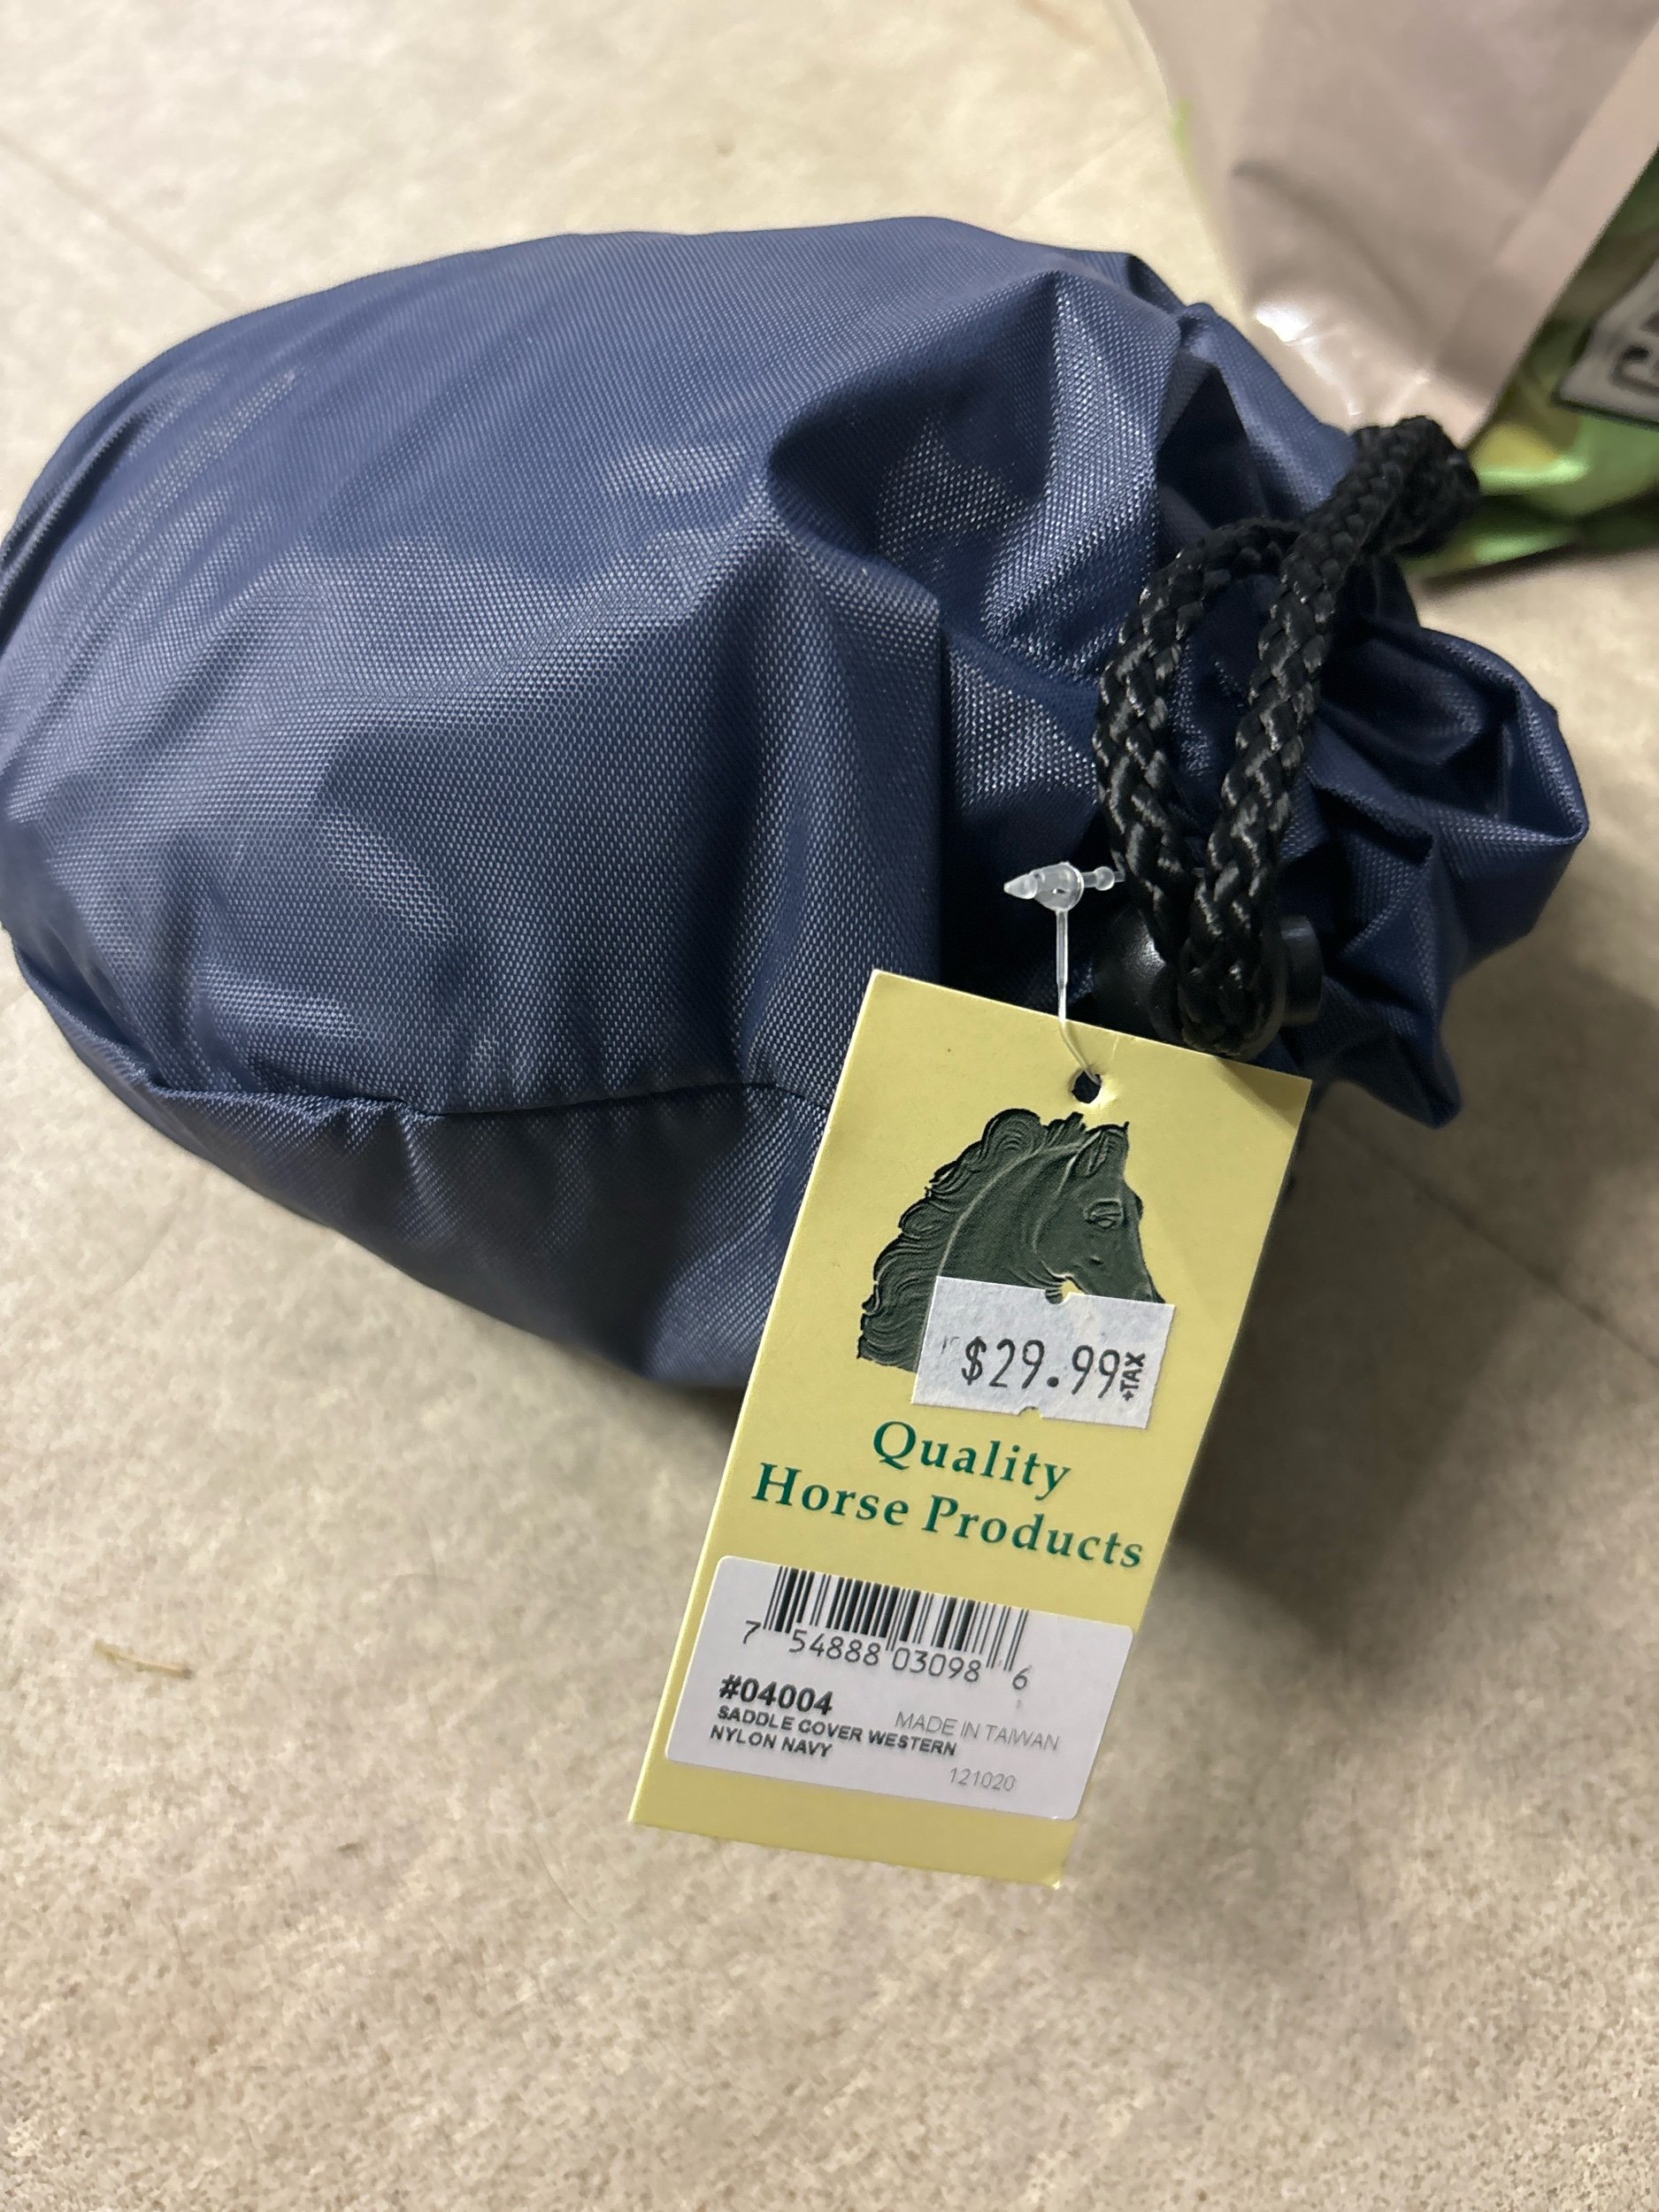 $29.99 +TAX
Quality
Horse Products
7 54888 03098 6
#04004
MADE IN TAIWAN
SADDLE COVER WESTERN
NYLON NAVY
121020